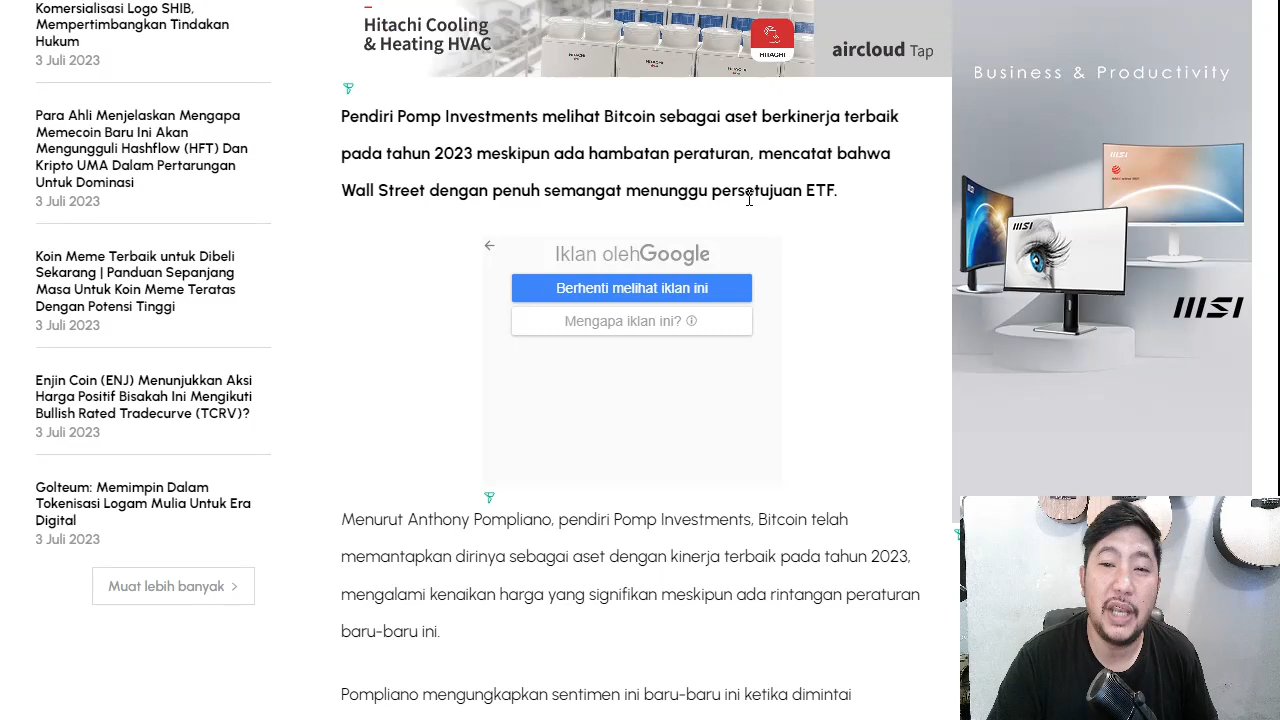 Komersialisasi Logo SHIB,
Mempertimbangkan Tindakan
Hukum
3 Juli 2023
Para Ahli Menjelaskan Mengapa
Memecoin Baru Ini Akan
Mengungguli Hashflow (HFT) Dan
Kripto UMA Dalam Pertarungan
Untuk Dominasi
3 Juli 2023
Koin Meme Terbaik untuk Dibeli
Sekarang | Panduan Sepanjang
Masa Untuk Koin Meme Teratas
Dengan Potensi Tinggi
3 Juli 2023
Enjin Coin (ENJ) Menunjukkan Aksi
Harga Positif Bisakah Ini Mengikuti
Bullish Rated Tradecurve (TCRV)?
3 Juli 2023
Golteum: Memimpin Dalam
Tokenisasi Logam Mulia Untuk Era
Digital
3 Juli 2023
Muat lebih banyak >
Hitachi Cooling
& Heating HVAC
HITACHI
HITACHI
HITACHI
HITACHI
aircloud Tap
Pendiri Pomp Investments melihat Bitcoin sebagai aset berkinerja terbaik
pada tahun 2023 meskipun ada hambatan peraturan, mencatat bahwa
Wall Street dengan penuh semangat menunggu persetujuan ETF.
Iklan oleh Google
Berhenti melihat iklan ini
Mengapa iklan ini?
Menurut Anthony Pompliano, pendiri Pomp Investments, Bitcoin telah
memantapkan dirinya sebagai aset dengan kinerja terbaik pada tahun 2023,
mengalami kenaikan harga yang signifikan meskipun ada rintangan peraturan
baru-baru ini.
Pompliano mengungkapkan sentimen ini baru-baru ini ketika dimintai
Business & Productivity
msi
msi
msi